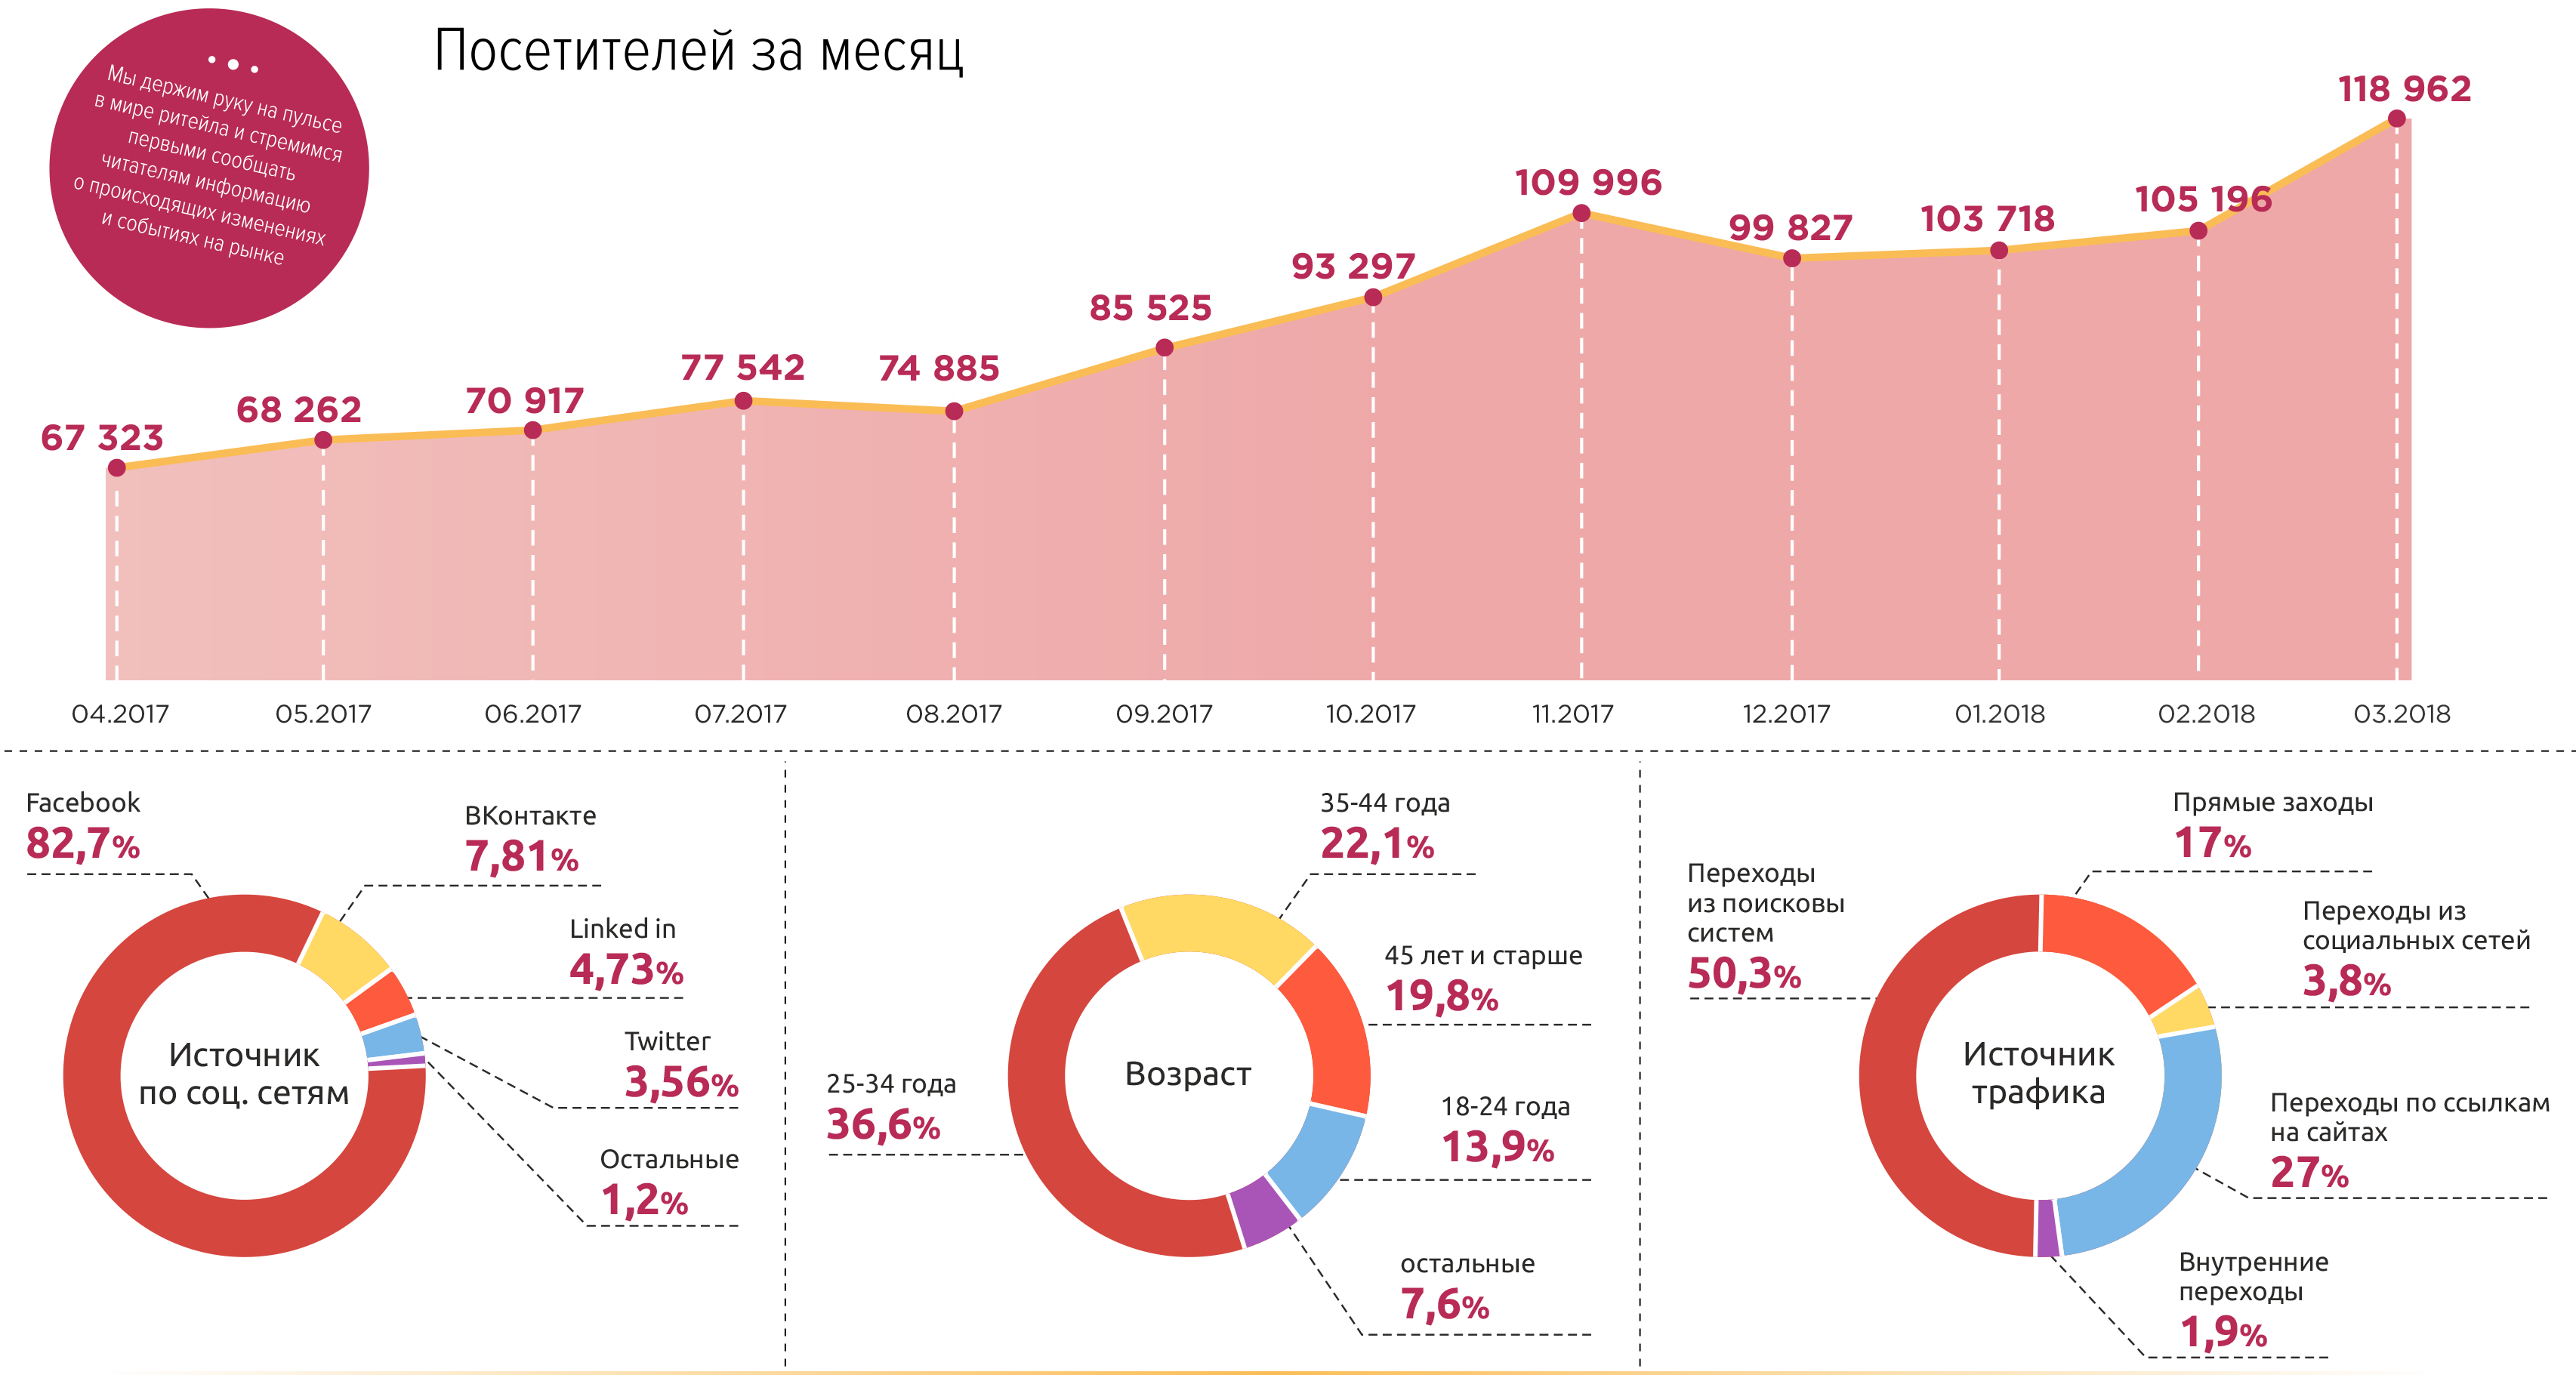 Мы держим руку на пульсе
в мире ритейла и стремимся
первыми сообщать
читателям информацию
о происходящих изменениях
и событиях на рынке
Посетителей за месяц
67 323
68 262
70 917
77 542
74 885
85 525
93 297
109 996
99 827
103 718
105 196
118 962
04.2017
05.2017
06.2017
07.2017
08.2017
09.2017
10.2017
11.2017
12.2017
01.2018
02.2018
03.2018
Facebook
82,7%
ВКонтакте
7,81%
Linked in
4,73%
Twitter
3,56%
Остальные
1,2%
Источник
по соц. сетям
35-44 года
22,1%
45 лет и старше
19,8%
18-24 года
13,9%
остальные
7,6%
25-34 года
36,6%
Возраст
Прямые заходы
17%
Переходы из
социальных сетей
3,8%
Переходы по ссылкам
на сайтах
27%
Внутренние
переходы
1,9%
Переходы
из поисковы
систем
50,3%
Источник
трафика